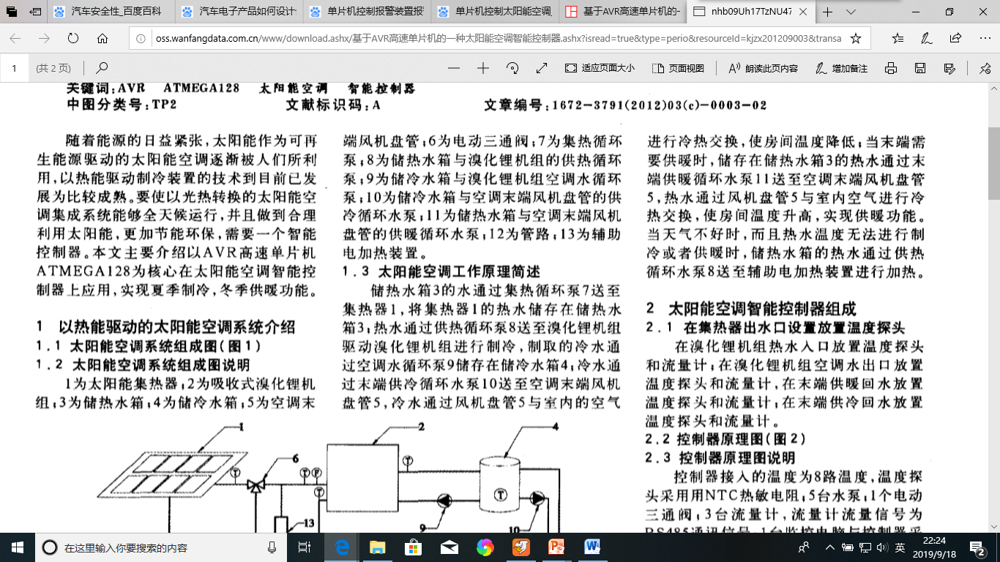 汽车安全性_百度百科
汽车电子产品如何设计
单片机控制报警装置报
单片机控制太阳能空调
基于AVR高速单片机的一
nhb09Uh17TzNU47
oss.wanfangdata.com.cn/www/download.ashx/基于AVR高速单片机的一种太阳能空调智能控制器.ashx?isread=true&type=perio&resourceId=kjzx201209003&transa
1
(共 2 页)
适应页面大小
页面视图
朗读此页内容
增加备注
关键词:AVR ATMEGA128 太阳能空调 智能控制器
中图分类号:TP2
文献标识码:A
文章编号:1672-3791(2012)03(c)-0003-02
随着能源的日益紧张,太阳能作为可再
生能源驱动的太阳能空调逐渐被人们所利
用,以热能驱动制冷装置的技术到目前已发
展为比较成熟。要使以光热转换的太阳能空
调集成系统能够全天候运行,并且做到合理
利用太阳能,更加节能环保,需要一个智能
控制器。本文主要介绍以AVR高速单片机
ATMEGA128为核心在太阳能空调智能控
制器上应用,实现夏季制冷,冬季供暖功能。
1 以热能驱动的太阳能空调系统介绍
1.1 太阳能空调系统组成图(图1)
1.2 太阳能空调系统组成图说明
1为太阳能集热器;2为吸收式溴化锂机
组;3为储热水箱;4为储冷水箱;5为空调末
端风机盘管;6为电动三通阀;7为集热循环
泵;8为储热水箱与溴化锂机组的供热循环
泵;9为储冷水箱与溴化锂机组空调水循环
泵;10为储冷水箱与空调末端风机盘管的供
冷循环水泵;11为储热水箱与空调末端风机
盘管的供暖循环水泵;12为管路;13为辅助
电加热装置。
1.3 太阳能空调工作原理简述
储热水箱3的水通过集热循环泵7送至
集热器1,将集热器1的热水储存在储热水
箱3;热水通过供热循环泵8送至溴化锂机组
驱动溴化锂机组进行制冷,制取的冷水通
过空调水循环泵9储存在储冷水箱4;冷水通
过末端供冷循环水泵10送至空调末端风机
盘管5,冷水通过风机盘管5与室内的空气
进行冷热交换,使房间温度降低;当末端需
要供暖时,储存在储热水箱3的热水通过末
端供暖循环水泵11送至空调末端风机盘管
5,热水通过风机盘管5与室内空气进行冷
热交换,使房间温度升高,实现供暖功能。
当天气不好时,而且热水温度无法进行制
冷或者供暖时,储热水箱的热水通过供热
循环水泵8送至辅助电加热装置进行加热。
2 太阳能空调智能控制器组成
2.1 在集热器出水口设置放置温度探头
在溴化锂机组热水入口放置温度探头
和流量计;在溴化锂机组空调水出口放置
温度探头和流量计,在末端供暖回水放置
温度探头和流量计;在末端供冷回水放置
温度探头和流量计。
2.2 控制器原理图(图2)
2.3 控制器原理图说明
控制器接入的温度为8路温度,温度探
头采用用NTC热敏电阻;5台水泵;1个电动
三通阀;3台流量计,流量计流量信号为
RS485通讯信号,1台监控电脑与控制器采
1
2
4
6
T
T
F
T
T
T
13
9
10
在这里输入你要搜索的内容
英
22:24
2019/9/18
2